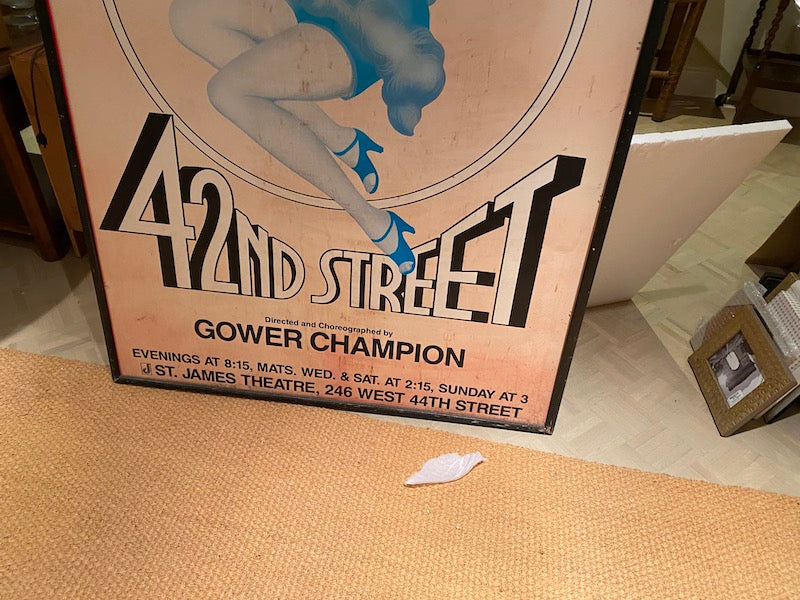 42ND STREET
Directed and Choreographed by
GOWER CHAMPION
EVENINGS AT 8:15, MATS. WED. & SAT. AT 2:15, SUNDAY AT 3
ST. JAMES THEATRE, 246 WEST 44TH STREET